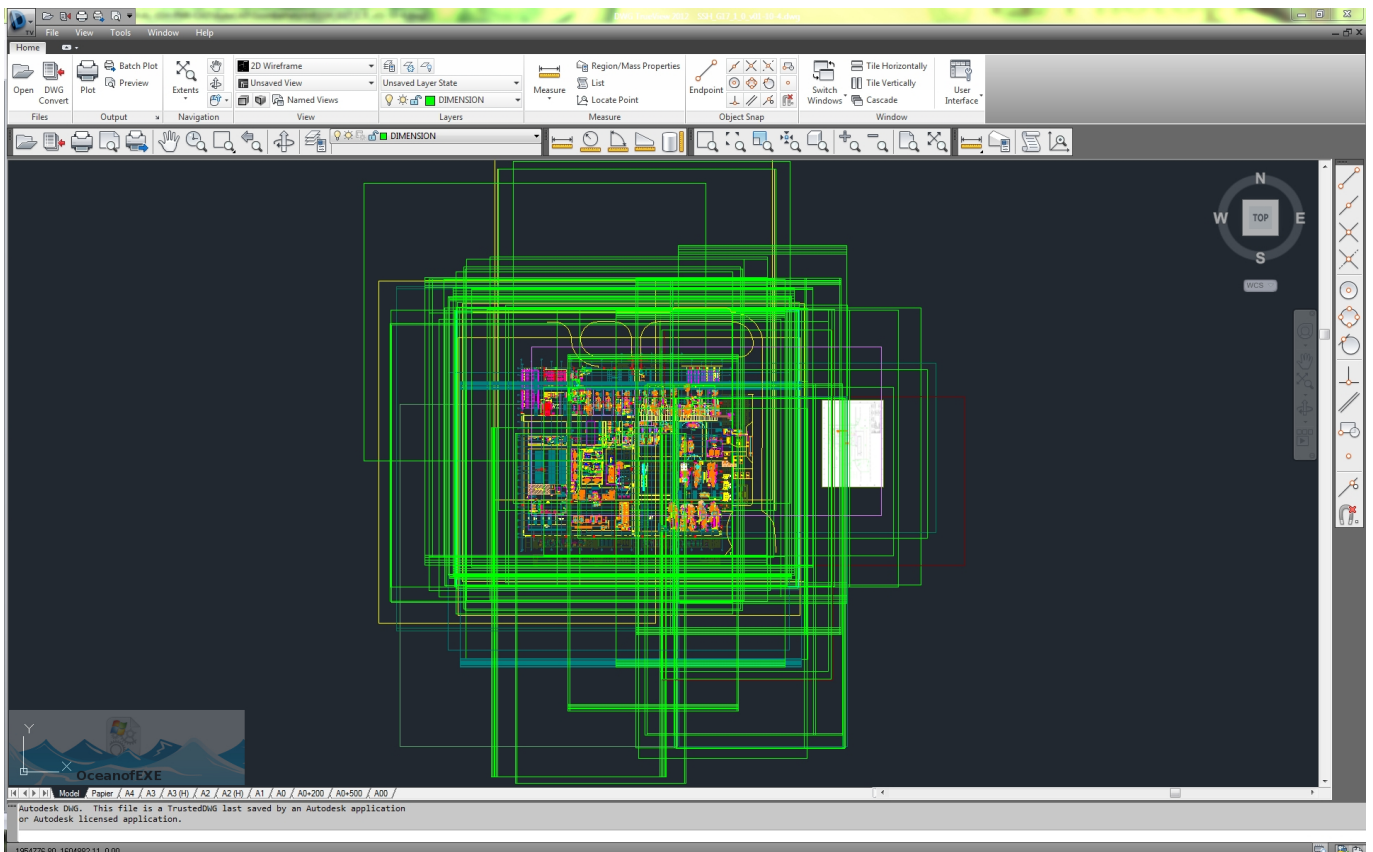 TV File View Tools Window Help
Home
Open DWG Convert Plot Batch Plot Preview Extents 2D Wireframe Unsaved View Named Views Unsaved Layer State DIMENSION Measure Region/Mass Properties List Locate Point Endpoint Switch Windows Tile Horizontally Tile Vertically Cascade User Interface
Files Output Navigation View Layers Measure Object Snap Window
DIMENSION
N
W TOP E
S
WCS
Y
X
OceanofEXE
Model Papier A4 A3 A3 (H) A2 A2 (H) A1 A0 A0+200 A0+500 A00
Autodesk DWG. This file is a TrustedDWG last saved by an Autodesk application
or Autodesk licensed application.